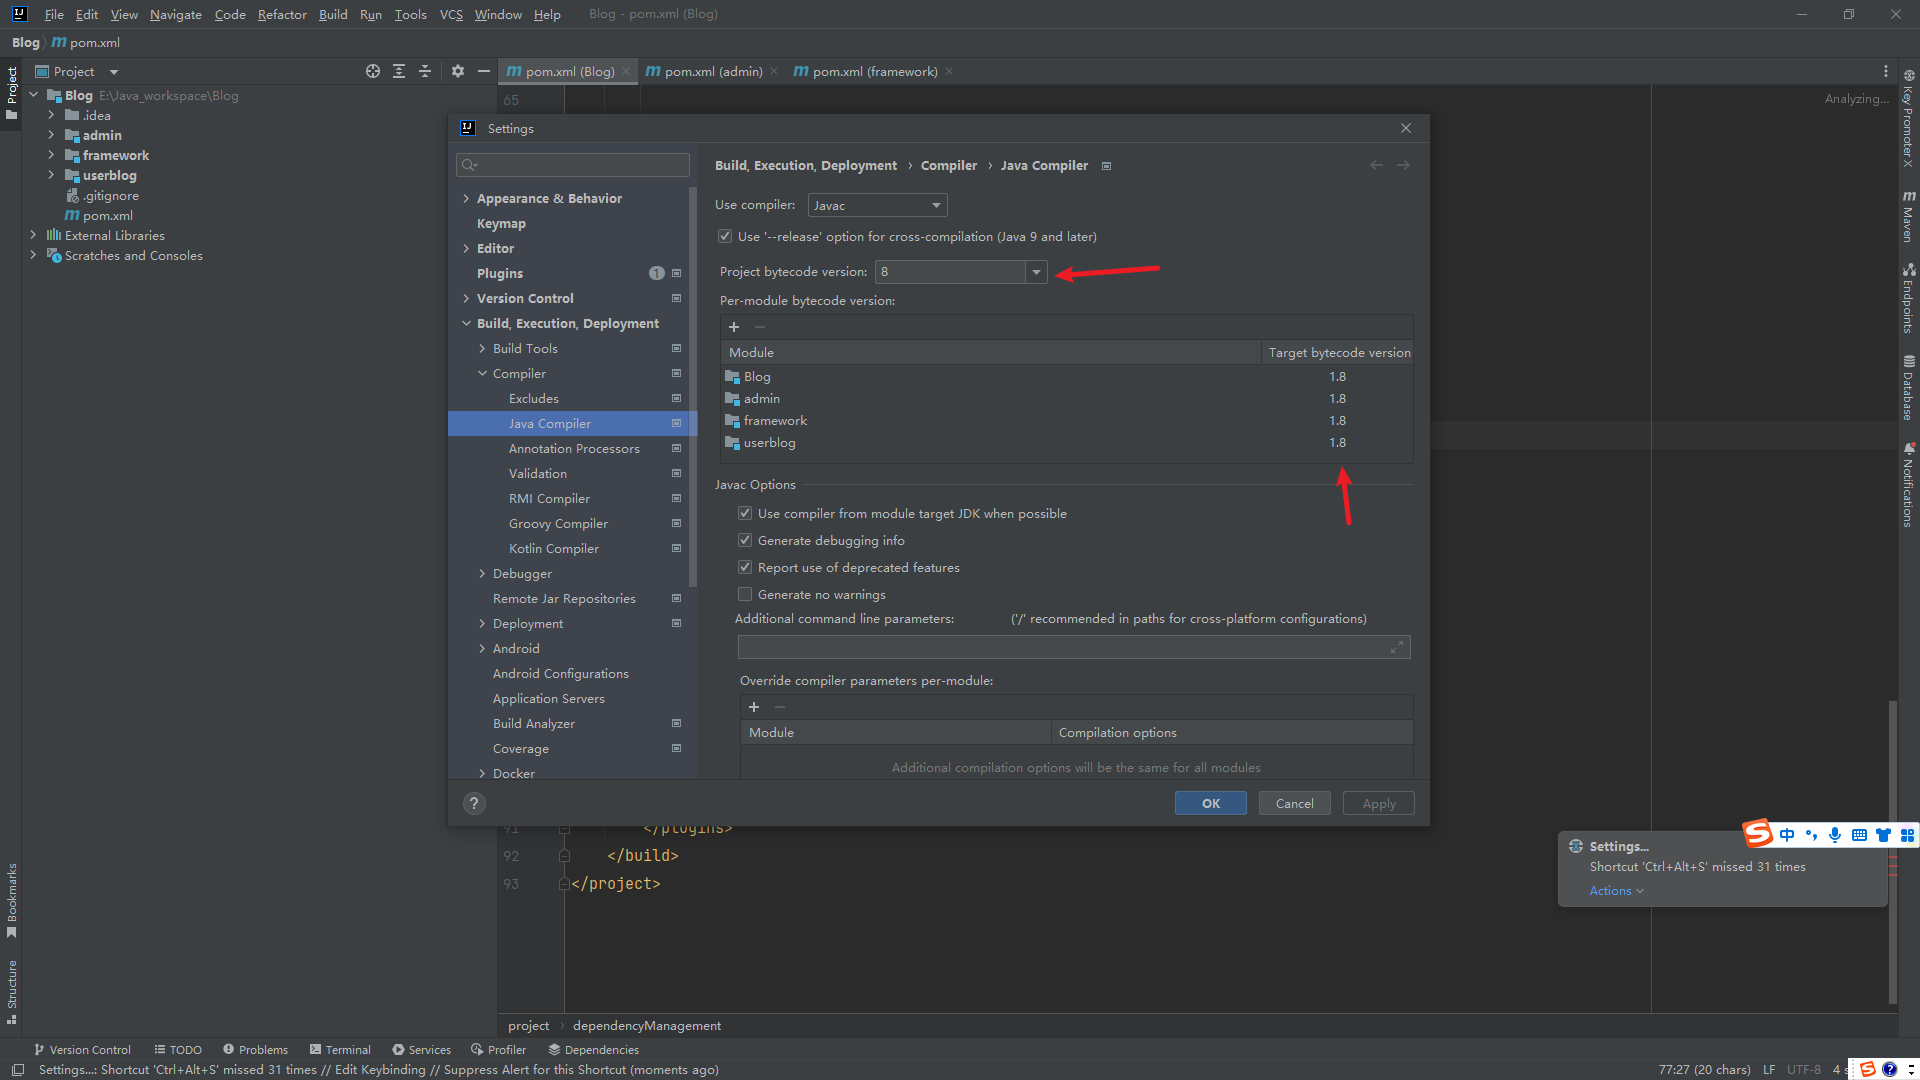 File Edit View Navigate Code Refactor Build Run Tools VCS Window Help Blog - pom.xml (Blog)
Blog pom.xml
Project
pom.xml (Blog) pom.xml (admin) pom.xml (framework)
Project
Blog E:\Java_workspace\Blog
.idea
admin
framework
userblog
.gitignore
pom.xml
External Libraries
Scratches and Consoles
Bookmarks
Structure
65
Analyzing...
Settings
Appearance & Behavior
Keymap
Editor
Plugins 1
Version Control
Build, Execution, Deployment
Build Tools
Compiler
Excludes
Java Compiler
Annotation Processors
Validation
RMI Compiler
Groovy Compiler
Kotlin Compiler
Debugger
Remote Jar Repositories
Deployment
Android
Android Configurations
Application Servers
Build Analyzer
Coverage
Docker
Build, Execution, Deployment › Compiler › Java Compiler
Use compiler: Javac
Use '--release' option for cross-compilation (Java 9 and later)
Project bytecode version: 8
Per-module bytecode version:
Module Target bytecode version
Blog 1.8
admin 1.8
framework 1.8
userblog 1.8
Javac Options
Use compiler from module target JDK when possible
Generate debugging info
Report use of deprecated features
Generate no warnings
Additional command line parameters: ('/' recommended in paths for cross-platform configurations)
Override compiler parameters per-module:
Module Compilation options
Additional compilation options will be the same for all modules
? OK Cancel Apply
91 </plugins>
92 </build>
93 </project>
Key Promoter X
Maven
Endpoints
Database
Notifications
S 中
Settings...
Shortcut 'Ctrl+Alt+S' missed 31 times
Actions
project › dependencyManagement
Version Control TODO Problems Terminal Services Profiler Dependencies
Settings...: Shortcut 'Ctrl+Alt+S' missed 31 times // Edit Keybinding // Suppress Alert for this Shortcut (moments ago) 77:27 (20 chars) LF UTF-8 4 s S ?